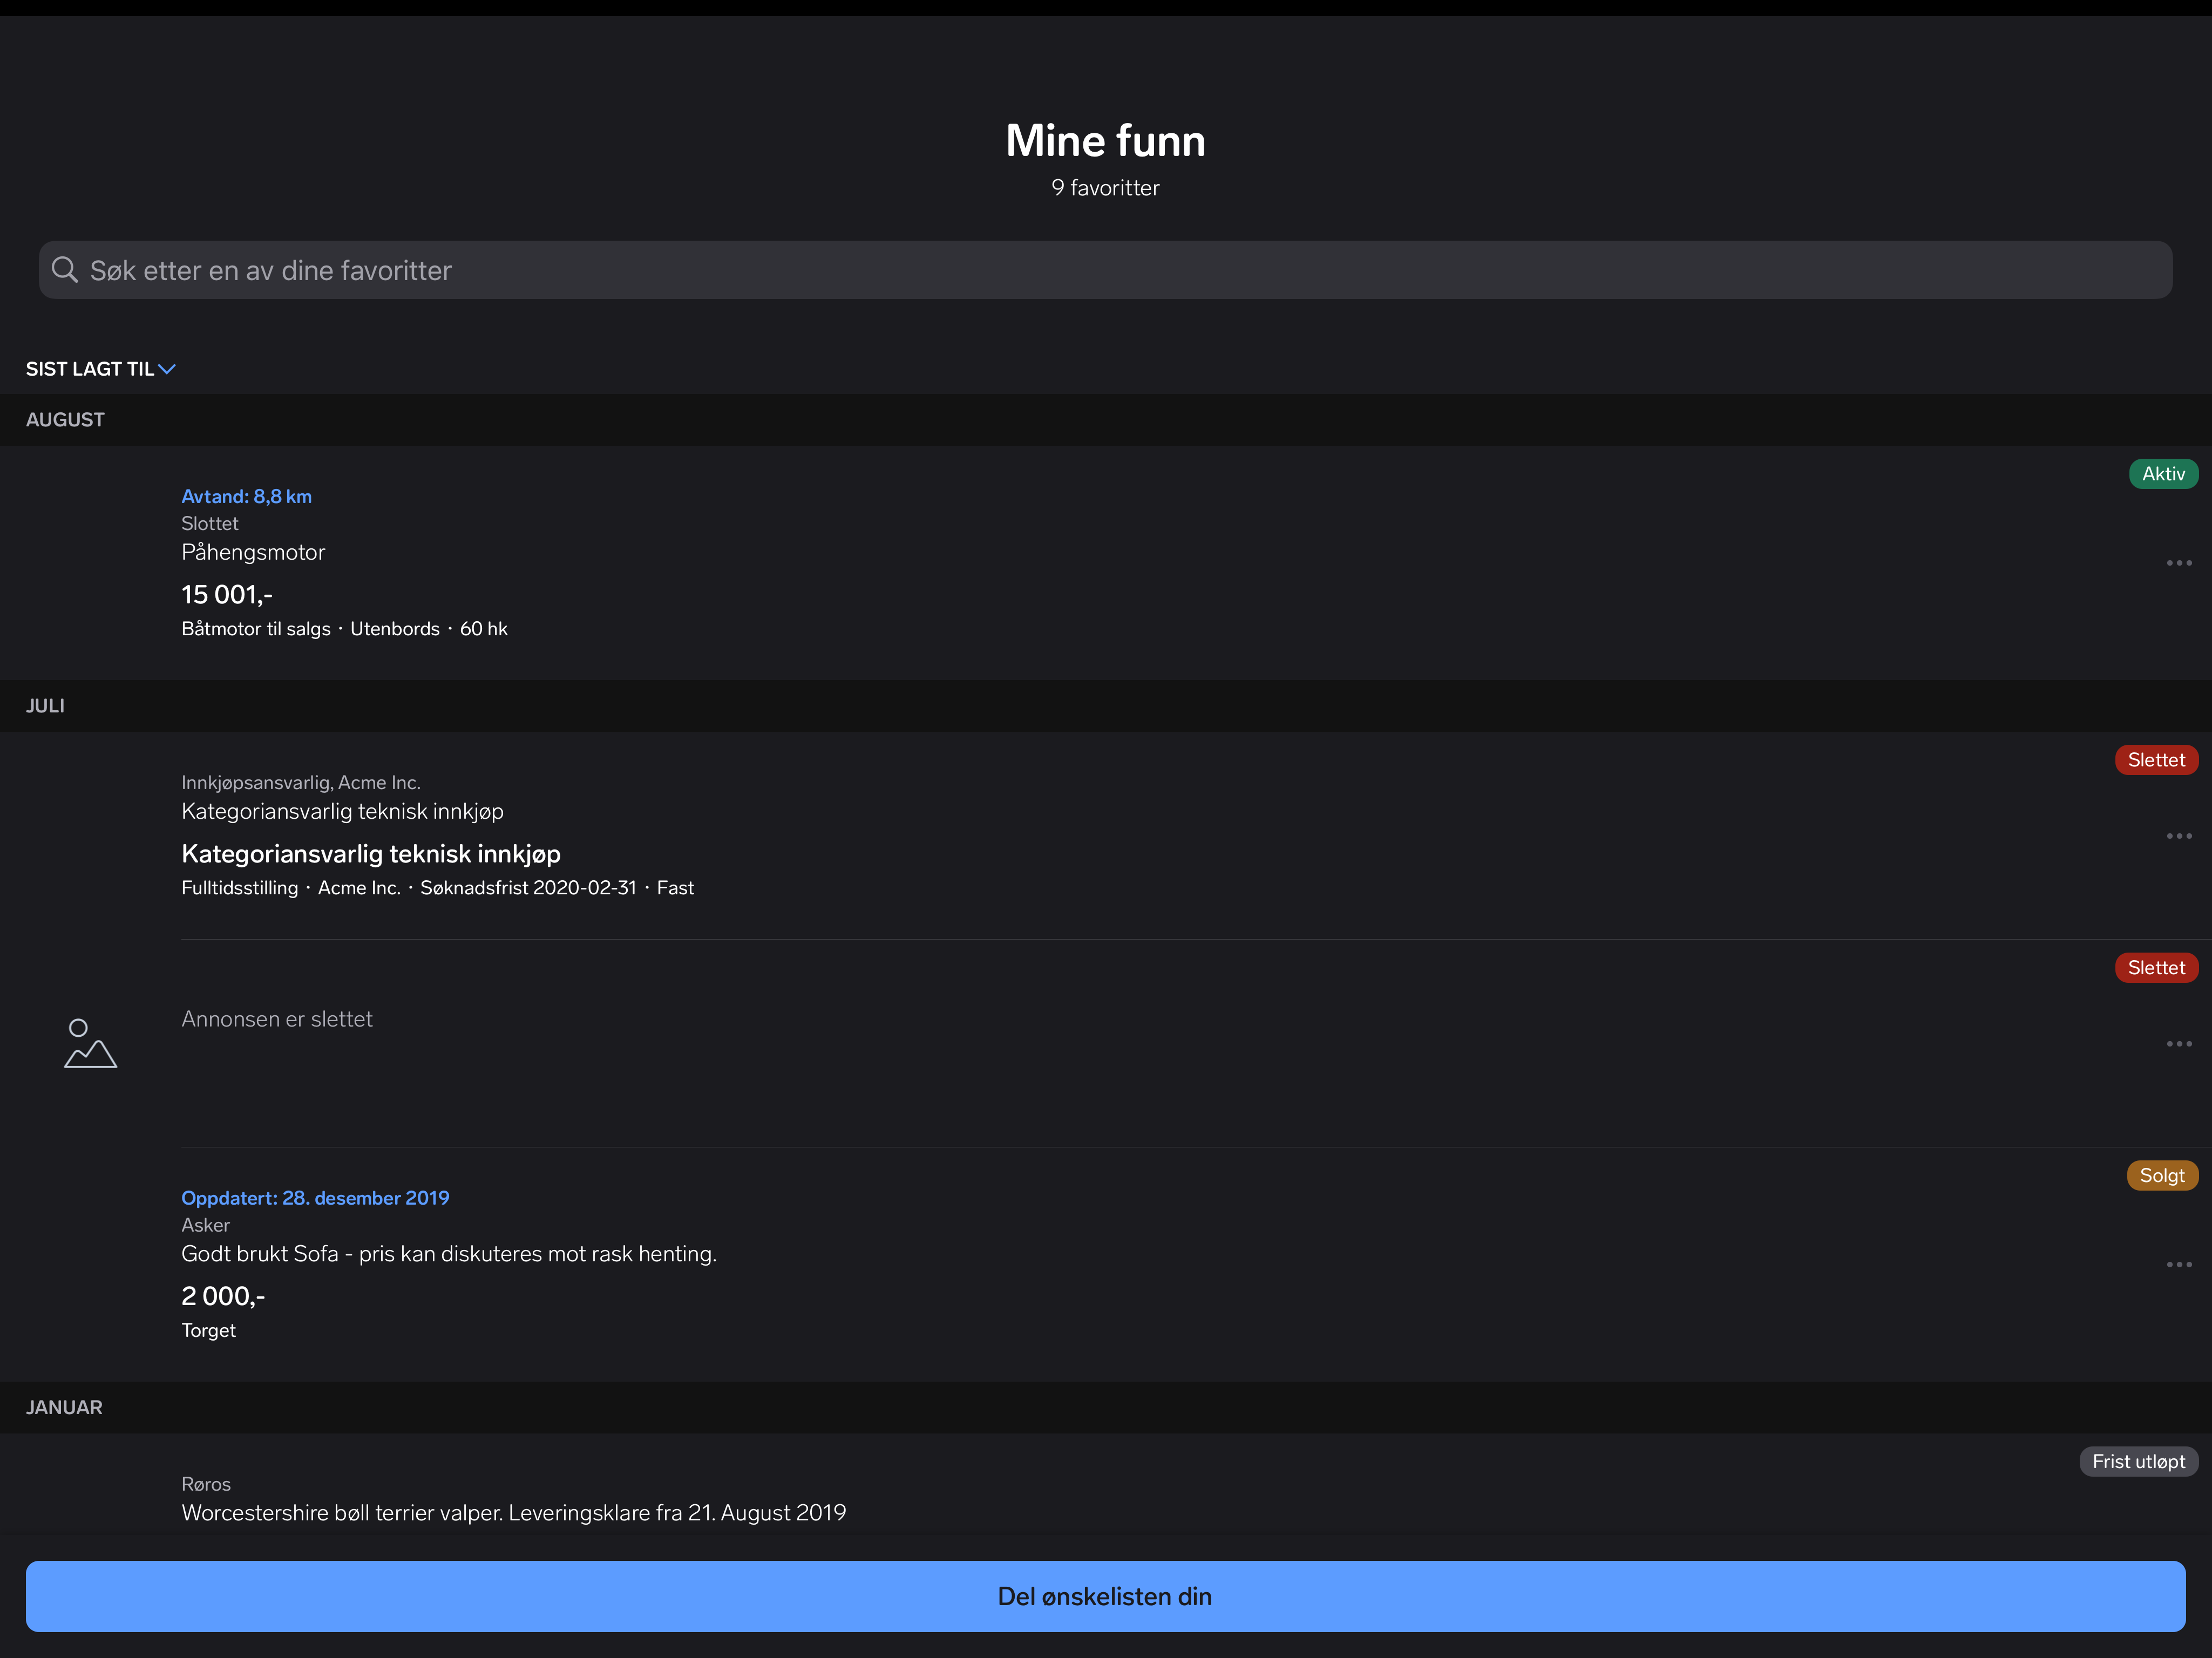 Mine funn
9 favoritter
Søk etter en av dine favoritter
SIST LAGT TIL
AUGUST
Aktiv
Avtand: 8,8 km
Slottet
Påhengsmotor
15 001,-
Båtmotor til salgs · Utenbords · 60 hk
JULI
Slettet
Innkjøpsansvarlig, Acme Inc.
Kategoriansvarlig teknisk innkjøp
Kategoriansvarlig teknisk innkjøp
Fulltidsstilling · Acme Inc. · Søknadsfrist 2020-02-31 · Fast
Slettet
Annonsen er slettet
Solgt
Oppdatert: 28. desember 2019
Asker
Godt brukt Sofa - pris kan diskuteres mot rask henting.
2 000,-
Torget
JANUAR
Frist utløpt
Røros
Worcestershire bøll terrier valper. Leveringsklare fra 21. August 2019
Del ønskelisten din